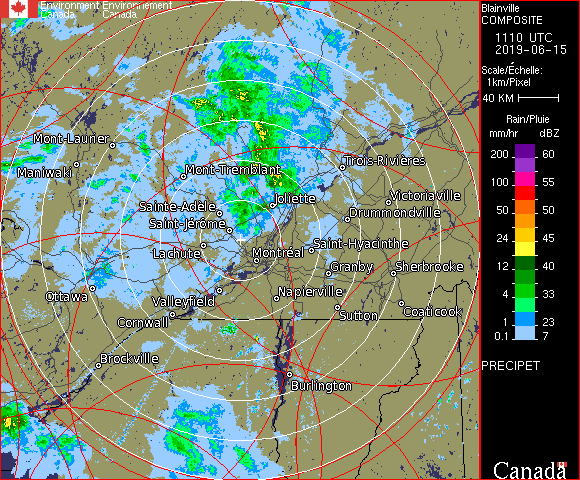 Environment Environnement
Canada Canada
Blainville
COMPOSITE
1110 UTC
2019-06-15
Scale/Échelle:
1km/Pixel
40 KM
Rain/Pluie
mm/hr dBZ
200 60
100 55
50 50
24 45
12 40
4 33
1 23
0.1 7
PRECIPET
Canada
Mont-Laurier
Maniwaki
Mont-Tremblant
Trois-Rivières
Joliette
Victoriaville
Sainte-Adèle
Drummondville
Saint-Jérôme
Lachute
Montréal
Saint-Hyacinthe
Granby
Sherbrooke
Ottawa
Valleyfield
Napierville
Cornwall
Sutton
Coaticook
Brockville
Burlington